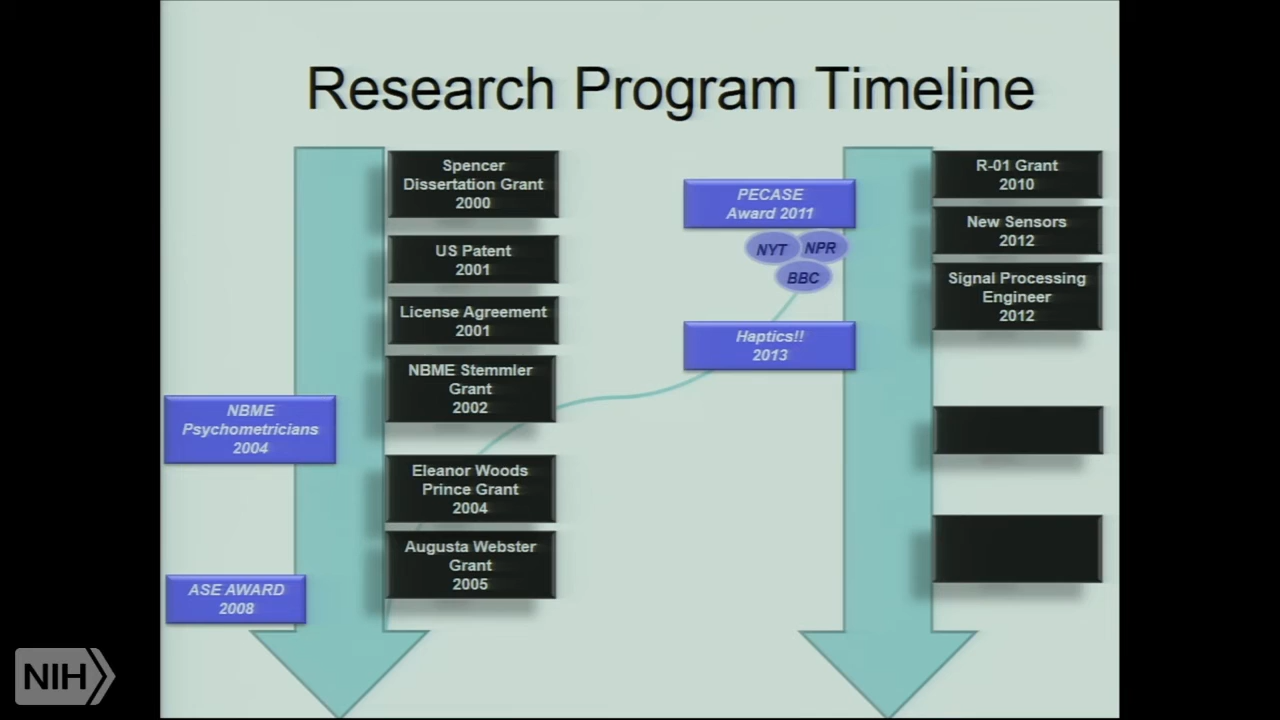 Research Program Timeline
Spencer
Dissertation Grant
2000
US Patent
2001
License Agreement
2001
NBME Stemmler
Grant
2002
NBME
Psychometricians
2004
Eleanor Woods
Prince Grant
2004
Augusta Webster
Grant
2005
ASE AWARD
2008
PECASE
Award 2011
NYT
NPR
BBC
Haptics!!
2013
R-01 Grant
2010
New Sensors
2012
Signal Processing
Engineer
2012
NIH